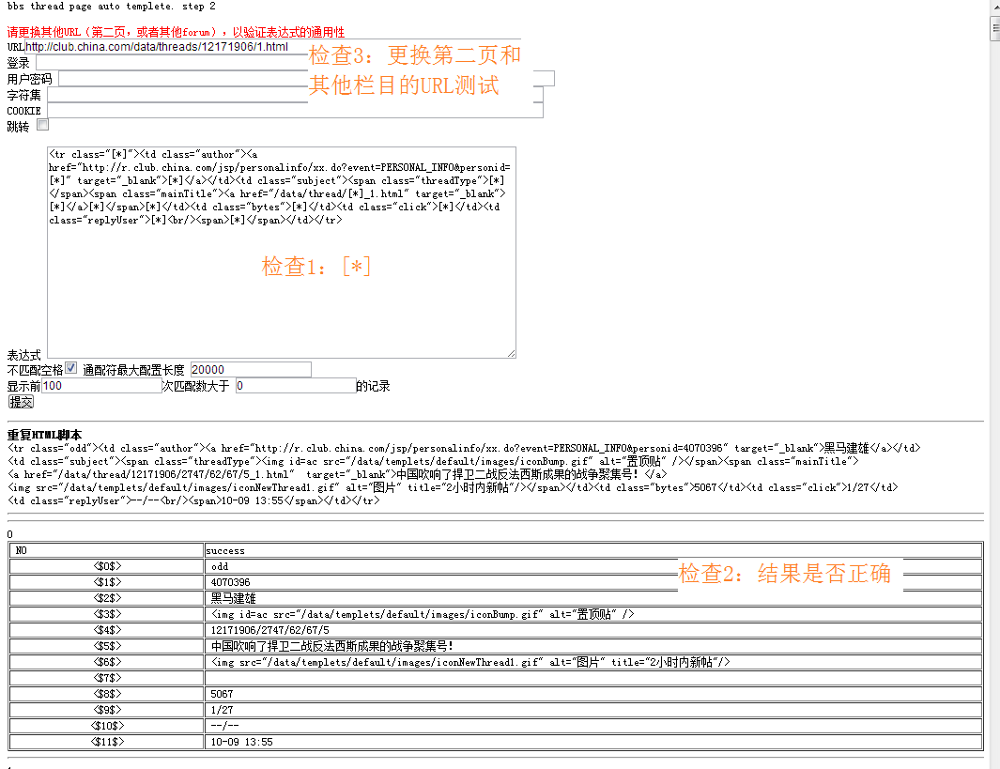 bbs thread page auto templete. step 2
请更换其他URL（第二页，或者其他forum），以验证表达式的通用性
URL http://club.china.com/data/threads/12171906/1.html
检查3：更换第二页和
其他栏目的URL测试
登录
用户密码
字符集
COOKIE
跳转
<tr class="[*]"><td class="author"><a
href="http://r.club.china.com/jsp/personalinfo/xx.do?event=PERSONAL_INFO&personid=
[*]" target="_blank">[*]</a></td><td class="subject"><span class="threadType">[*]
</span><span class="mainTitle"><a href="/data/thread/[*]_1.html" target="_blank">
[*]</a>[*]</span>[*]</td><td class="bytes">[*]</td><td class="click">[*]</td><td
class="replyUser">[*]<br/><span>[*]</span></td></tr>
检查1：[*]
表达式
不匹配空格 通配符最大配置长度 20000
显示前100次匹配数大于 0的记录
提交
重复HTML脚本
<tr class="odd"><td class="author"><a href="http://r.club.china.com/jsp/personalinfo/xx.do?event=PERSONAL_INFO&personid=4070396" target="_blank">黑马建雄</a></td>
<td class="subject"><span class="threadType"><img id=ac src="/data/templets/default/images/iconBump.gif" alt="置顶贴" /></span><span class="mainTitle">
<a href="/data/thread/12171906/2747/62/67/5_1.html" target="_blank">中国吹响了捍卫二战反法西斯成果的战争聚集号！</a>
<img src="/data/templets/default/images/iconNewThread1.gif" alt="图片" title="2小时内新帖"/></span></td><td class="bytes">5067</td><td class="click">1/27</td>
<td class="replyUser">--/--<br/><span>10-09 13:55</span></td></tr>
0
NO success
<$0$> odd
检查2：结果是否正确
<$1$> 4070396
<$2$> 黑马建雄
<$3$> <img id=ac src="/data/templets/default/images/iconBump.gif" alt="置顶贴" />
<$4$> 12171906/2747/62/67/5
<$5$> 中国吹响了捍卫二战反法西斯成果的战争聚集号！
<$6$> <img src="/data/templets/default/images/iconNewThread1.gif" alt="图片" title="2小时内新帖"/>
<$7$>
<$8$> 5067
<$9$> 1/27
<$10$> --/--
<$11$> 10-09 13:55